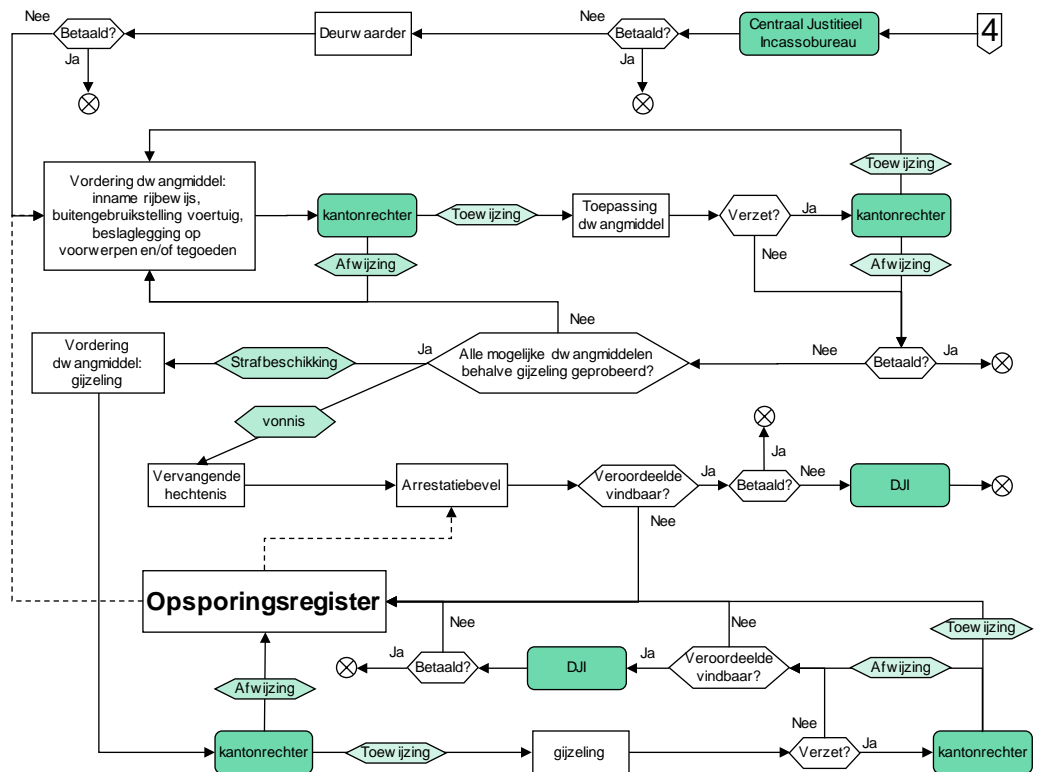 Nee
Betaald?
Ja
Deurwaarder
Nee
Betaald?
Ja
Centraal Justitieel
Incassobureau
4
Toewijzing
Vordering dwangmiddel:
inname rijbewijs,
buitengebruikstelling voertuig,
beslaglegging op
voorwerpen en/of tegoeden
kantonrechter
Toewijzing
Toepassing
dwangmiddel
Verzet?
Ja
kantonrechter
Nee
Afwijzing
Afwijzing
Nee
Vordering
dwangmiddel:
gijzeling
Strafbeschikking
Ja
Alle mogelijke dwangmiddelen
behalve gijzeling geprobeerd?
Nee
Betaald?
Ja
vonnis
Vervangende
hechtenis
Arrestatiebevel
Veroordeelde
vindbaar?
Ja
Nee
Betaald?
Ja
Nee
DJI
Opsporingsregister
Nee
Nee
Toewijzing
Ja
Betaald?
DJI
Ja
Veroordeelde
vindbaar?
Afwijzing
Afwijzing
Nee
kantonrechter
Toewijzing
gijzeling
Verzet?
Ja
kantonrechter